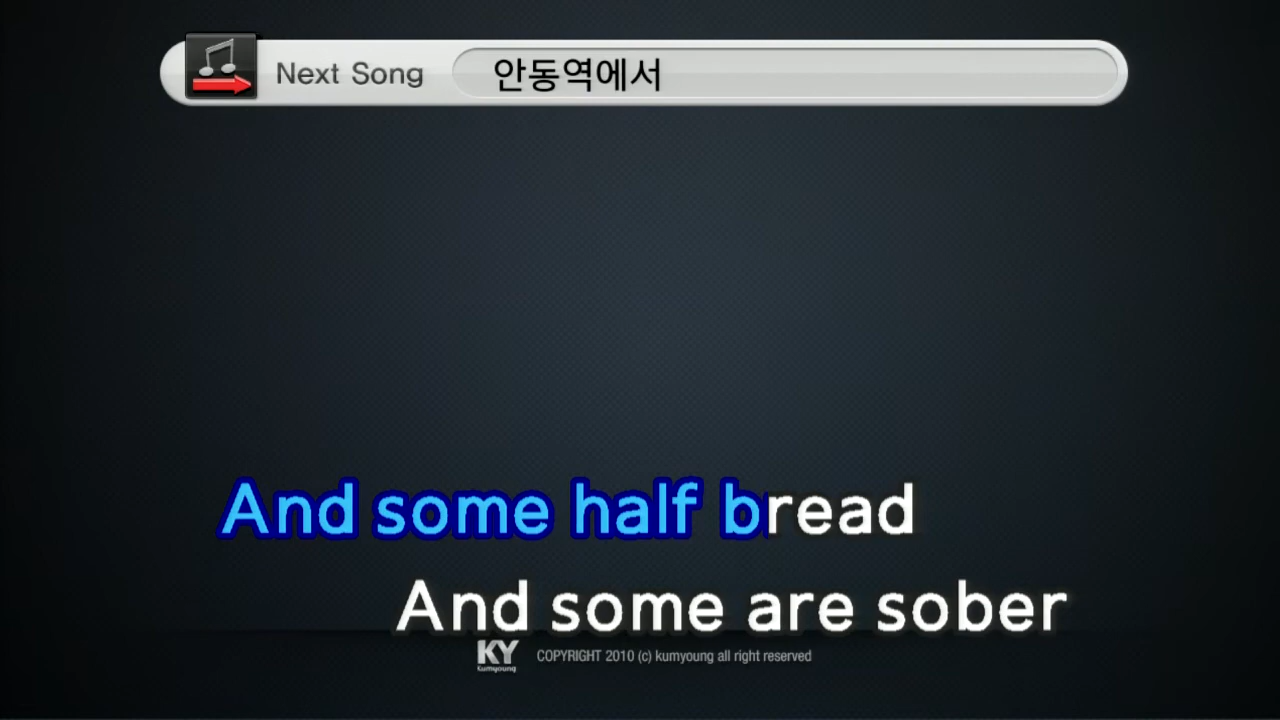 Next Song 안동역에서
And some half bread
And some are sober
KY kumyoung COPYRIGHT 2010 (c) kumyoung all right reserved